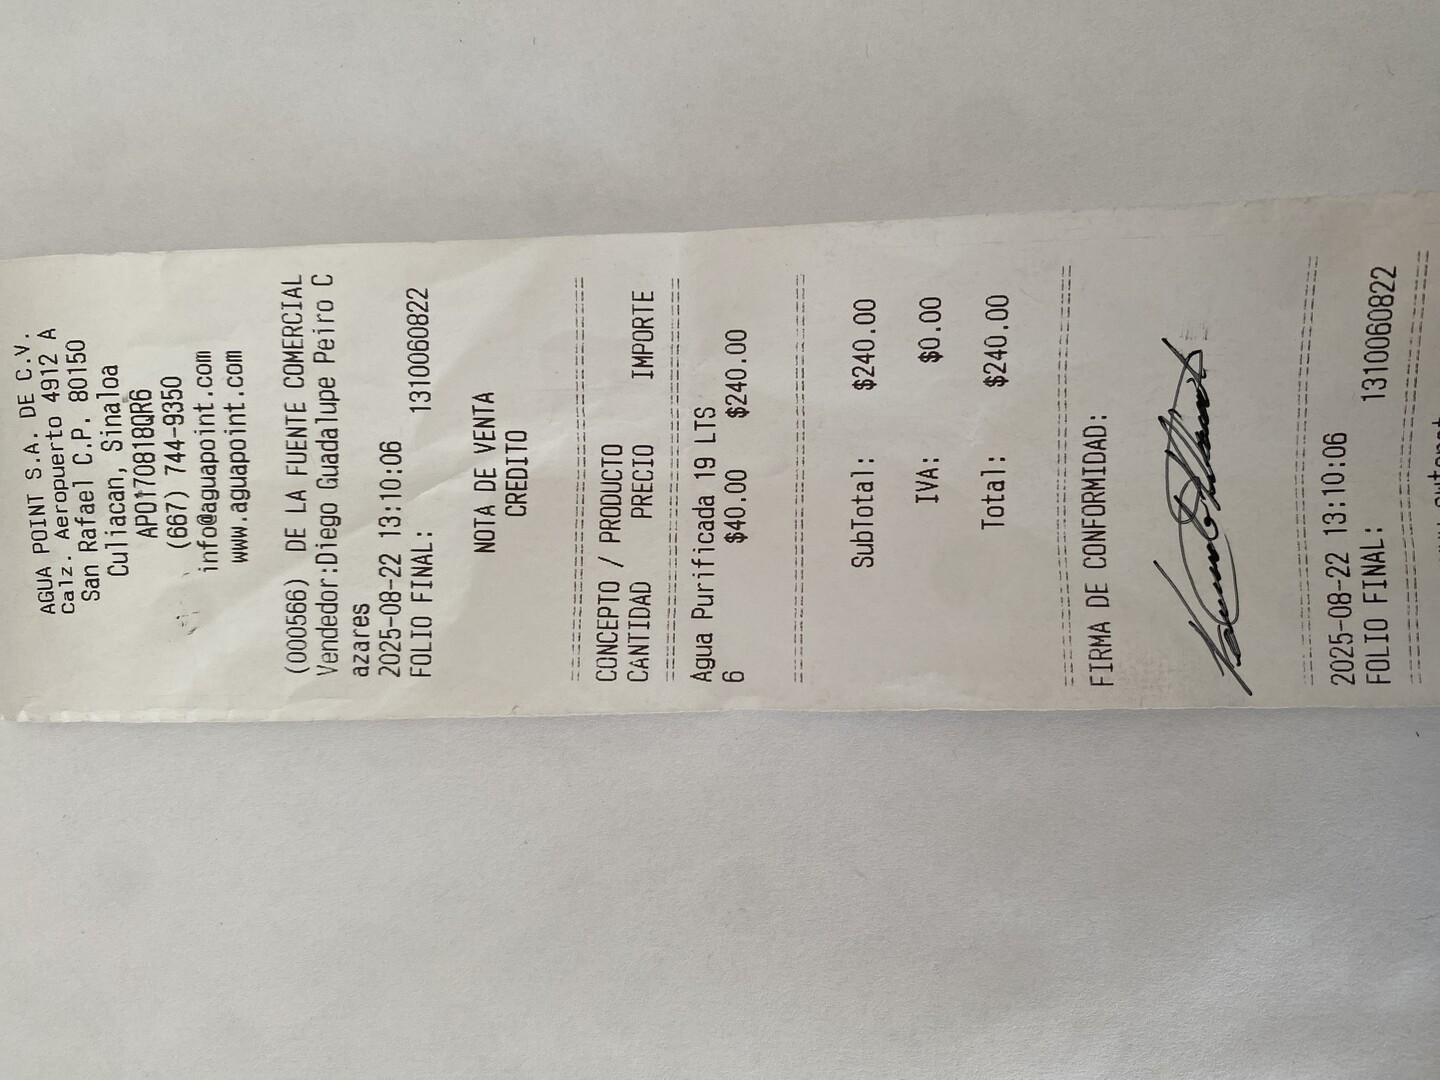 AGUA POINT S.A. DE C.V.
Calz. Aeropuerto 4912 A
San Rafael C.P. 80150
Culiacan, Sinaloa
APO170818QR6
(667) 744-9350
info@aguapoint.com
www.aguapoint.com
(000566) DE LA FUENTE COMERCIAL
Vendedor:Diego Guadalupe Peiro C
azares
2025-08-22 13:10:06
FOLIO FINAL: 1310060822
NOTA DE VENTA
CREDITO
CONCEPTO / PRODUCTO
CANTIDAD PRECIO IMPORTE
Agua Purificada 19 LTS
6 $40.00 $240.00
SubTotal: $240.00
IVA: $0.00
Total: $240.00
FIRMA DE CONFORMIDAD:
2025-08-22 13:10:06
FOLIO FINAL: 1310060822